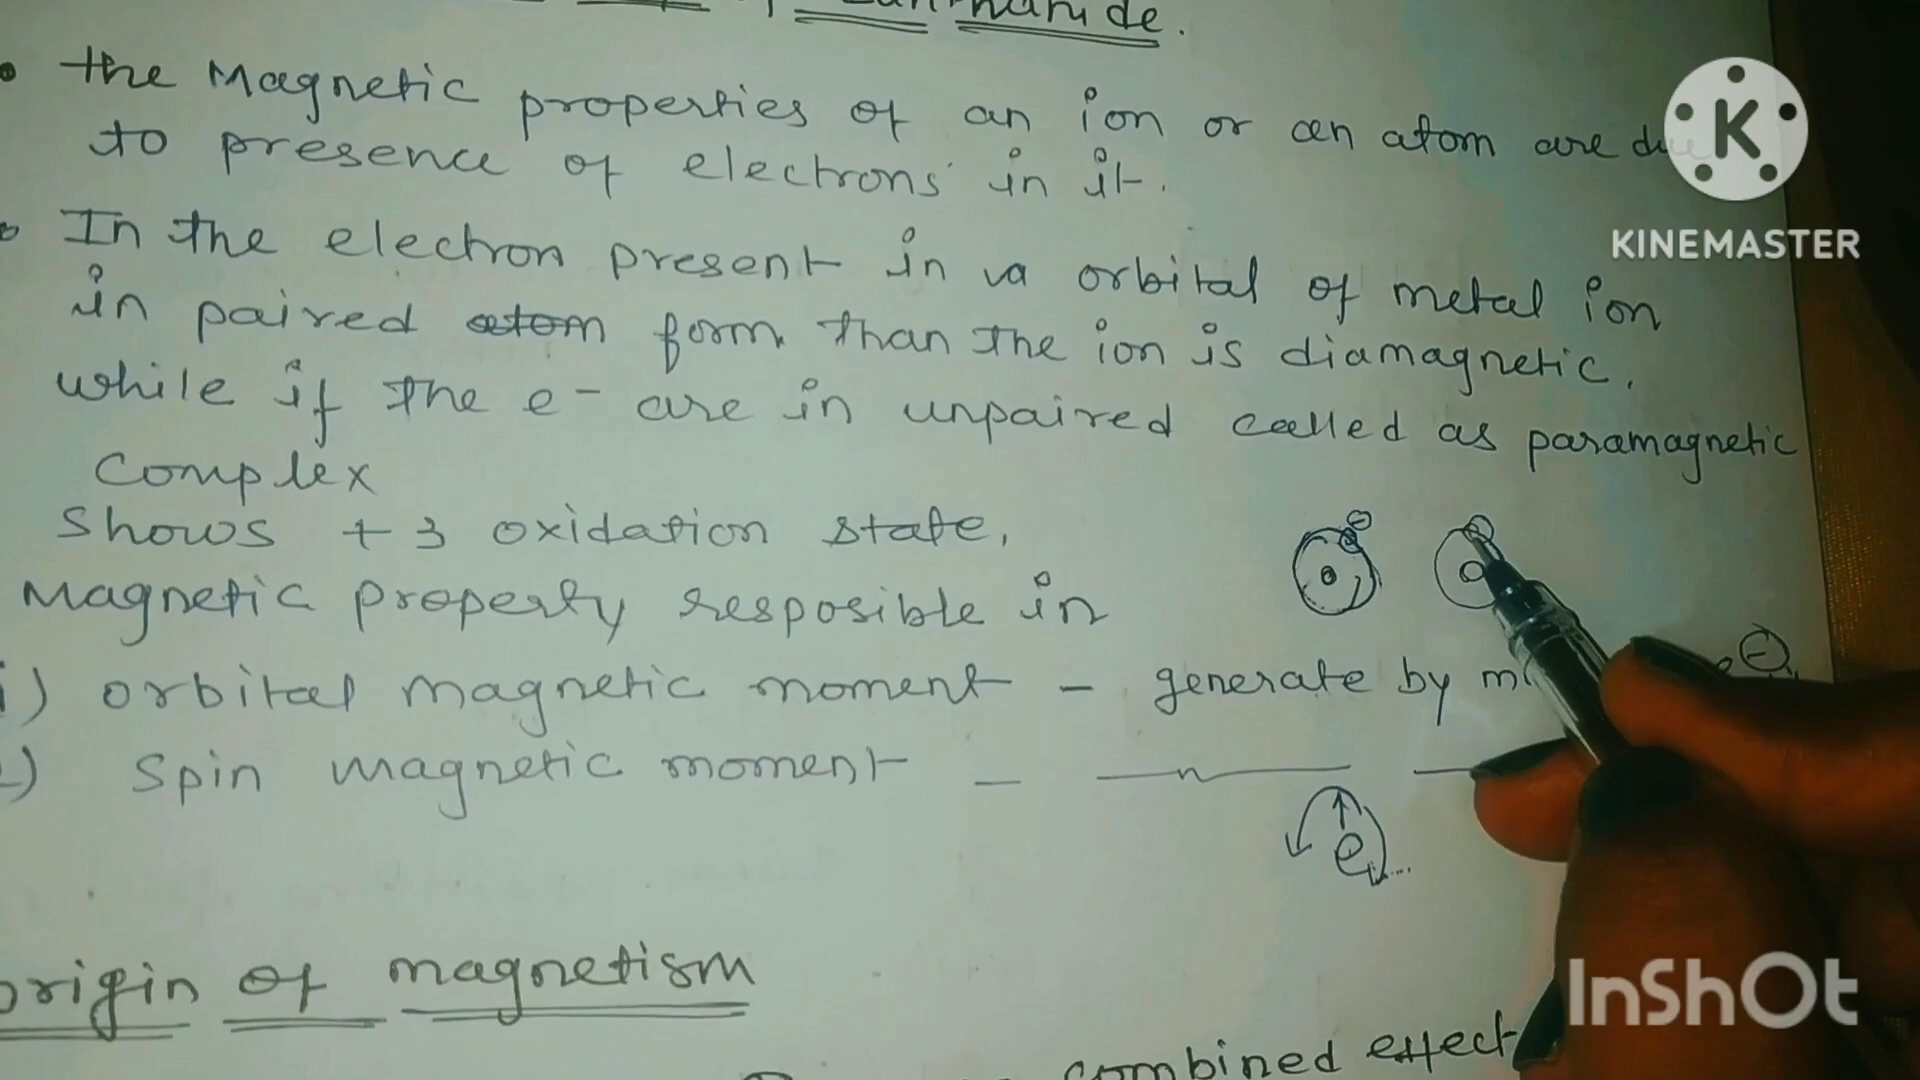 Lanthanide.
• the Magnetic properties of an ion or an atom are due
to presence of electrons in it.
• In the electron present in a orbital of metal ion
in paired atom form than the ion is diamagnetic.
while if the e- are in unpaired called as paramagnetic
Complex
Shows +3 oxidation state,
Magnetic property resposible in
i) orbital magnetic moment - generate by
) Spin magnetic moment -
e
origin of magnetism
combined effect
K
KINEMASTER
InShOt